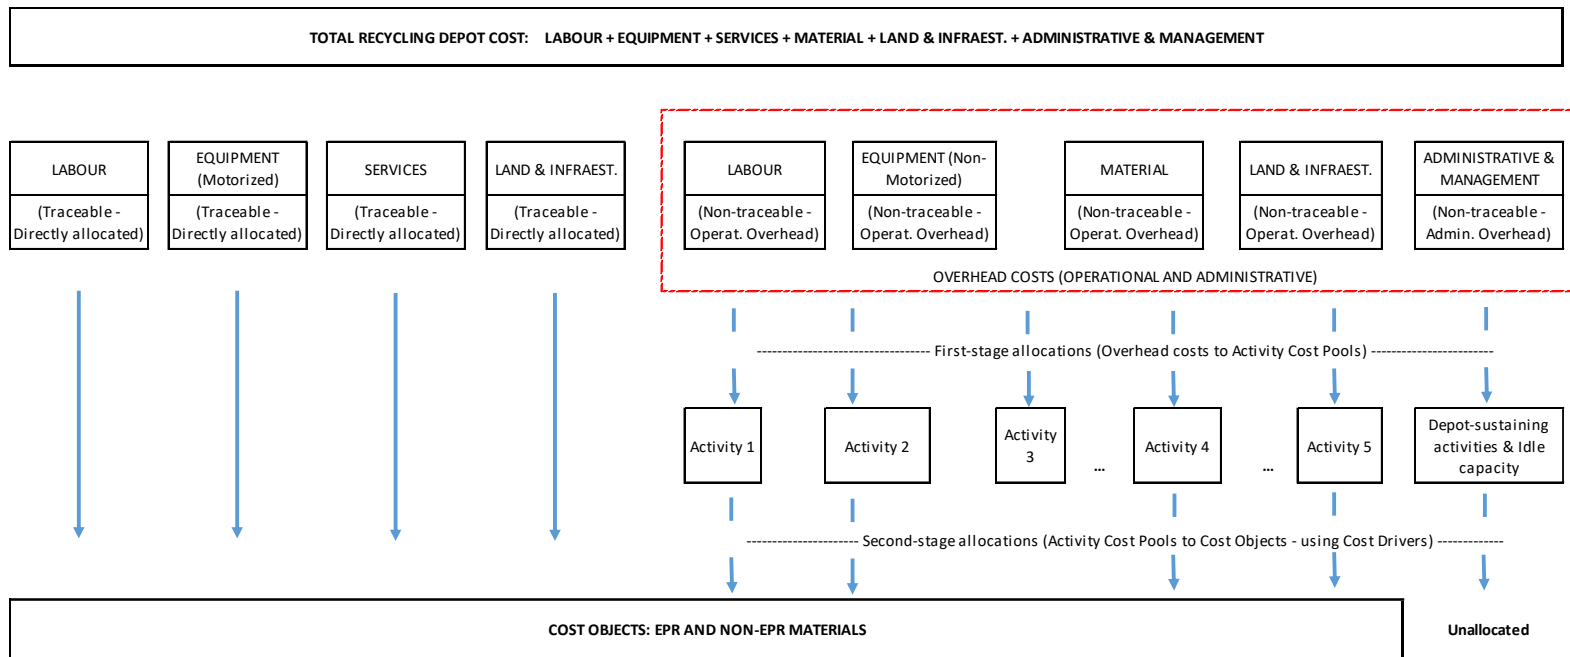 TOTAL RECYCLING DEPOT COST: LABOUR + EQUIPMENT + SERVICES + MATERIAL + LAND & INFRAEST. + ADMINISTRATIVE & MANAGEMENT
LABOUR
(Traceable -
Directly allocated)
EQUIPMENT
(Motorized)
(Traceable -
Directly allocated)
SERVICES
(Traceable -
Directly allocated)
LAND & INFRAEST.
(Traceable -
Directly allocated)
LABOUR
(Non-traceable -
Operat. Overhead)
EQUIPMENT (Non-
Motorized)
(Non-traceable -
Operat. Overhead)
MATERIAL
(Non-traceable -
Operat. Overhead)
LAND & INFRAEST.
(Non-traceable -
Operat. Overhead)
ADMINISTRATIVE &
MANAGEMENT
(Non-traceable -
Admin. Overhead)
OVERHEAD COSTS (OPERATIONAL AND ADMINISTRATIVE)
First-stage allocations (Overhead costs to Activity Cost Pools)
Activity 1
Activity 2
Activity
3
...
Activity 4
...
Activity 5
Depot-sustaining
activities & Idle
capacity
Second-stage allocations (Activity Cost Pools to Cost Objects - using Cost Drivers)
COST OBJECTS: EPR AND NON-EPR MATERIALS
Unallocated